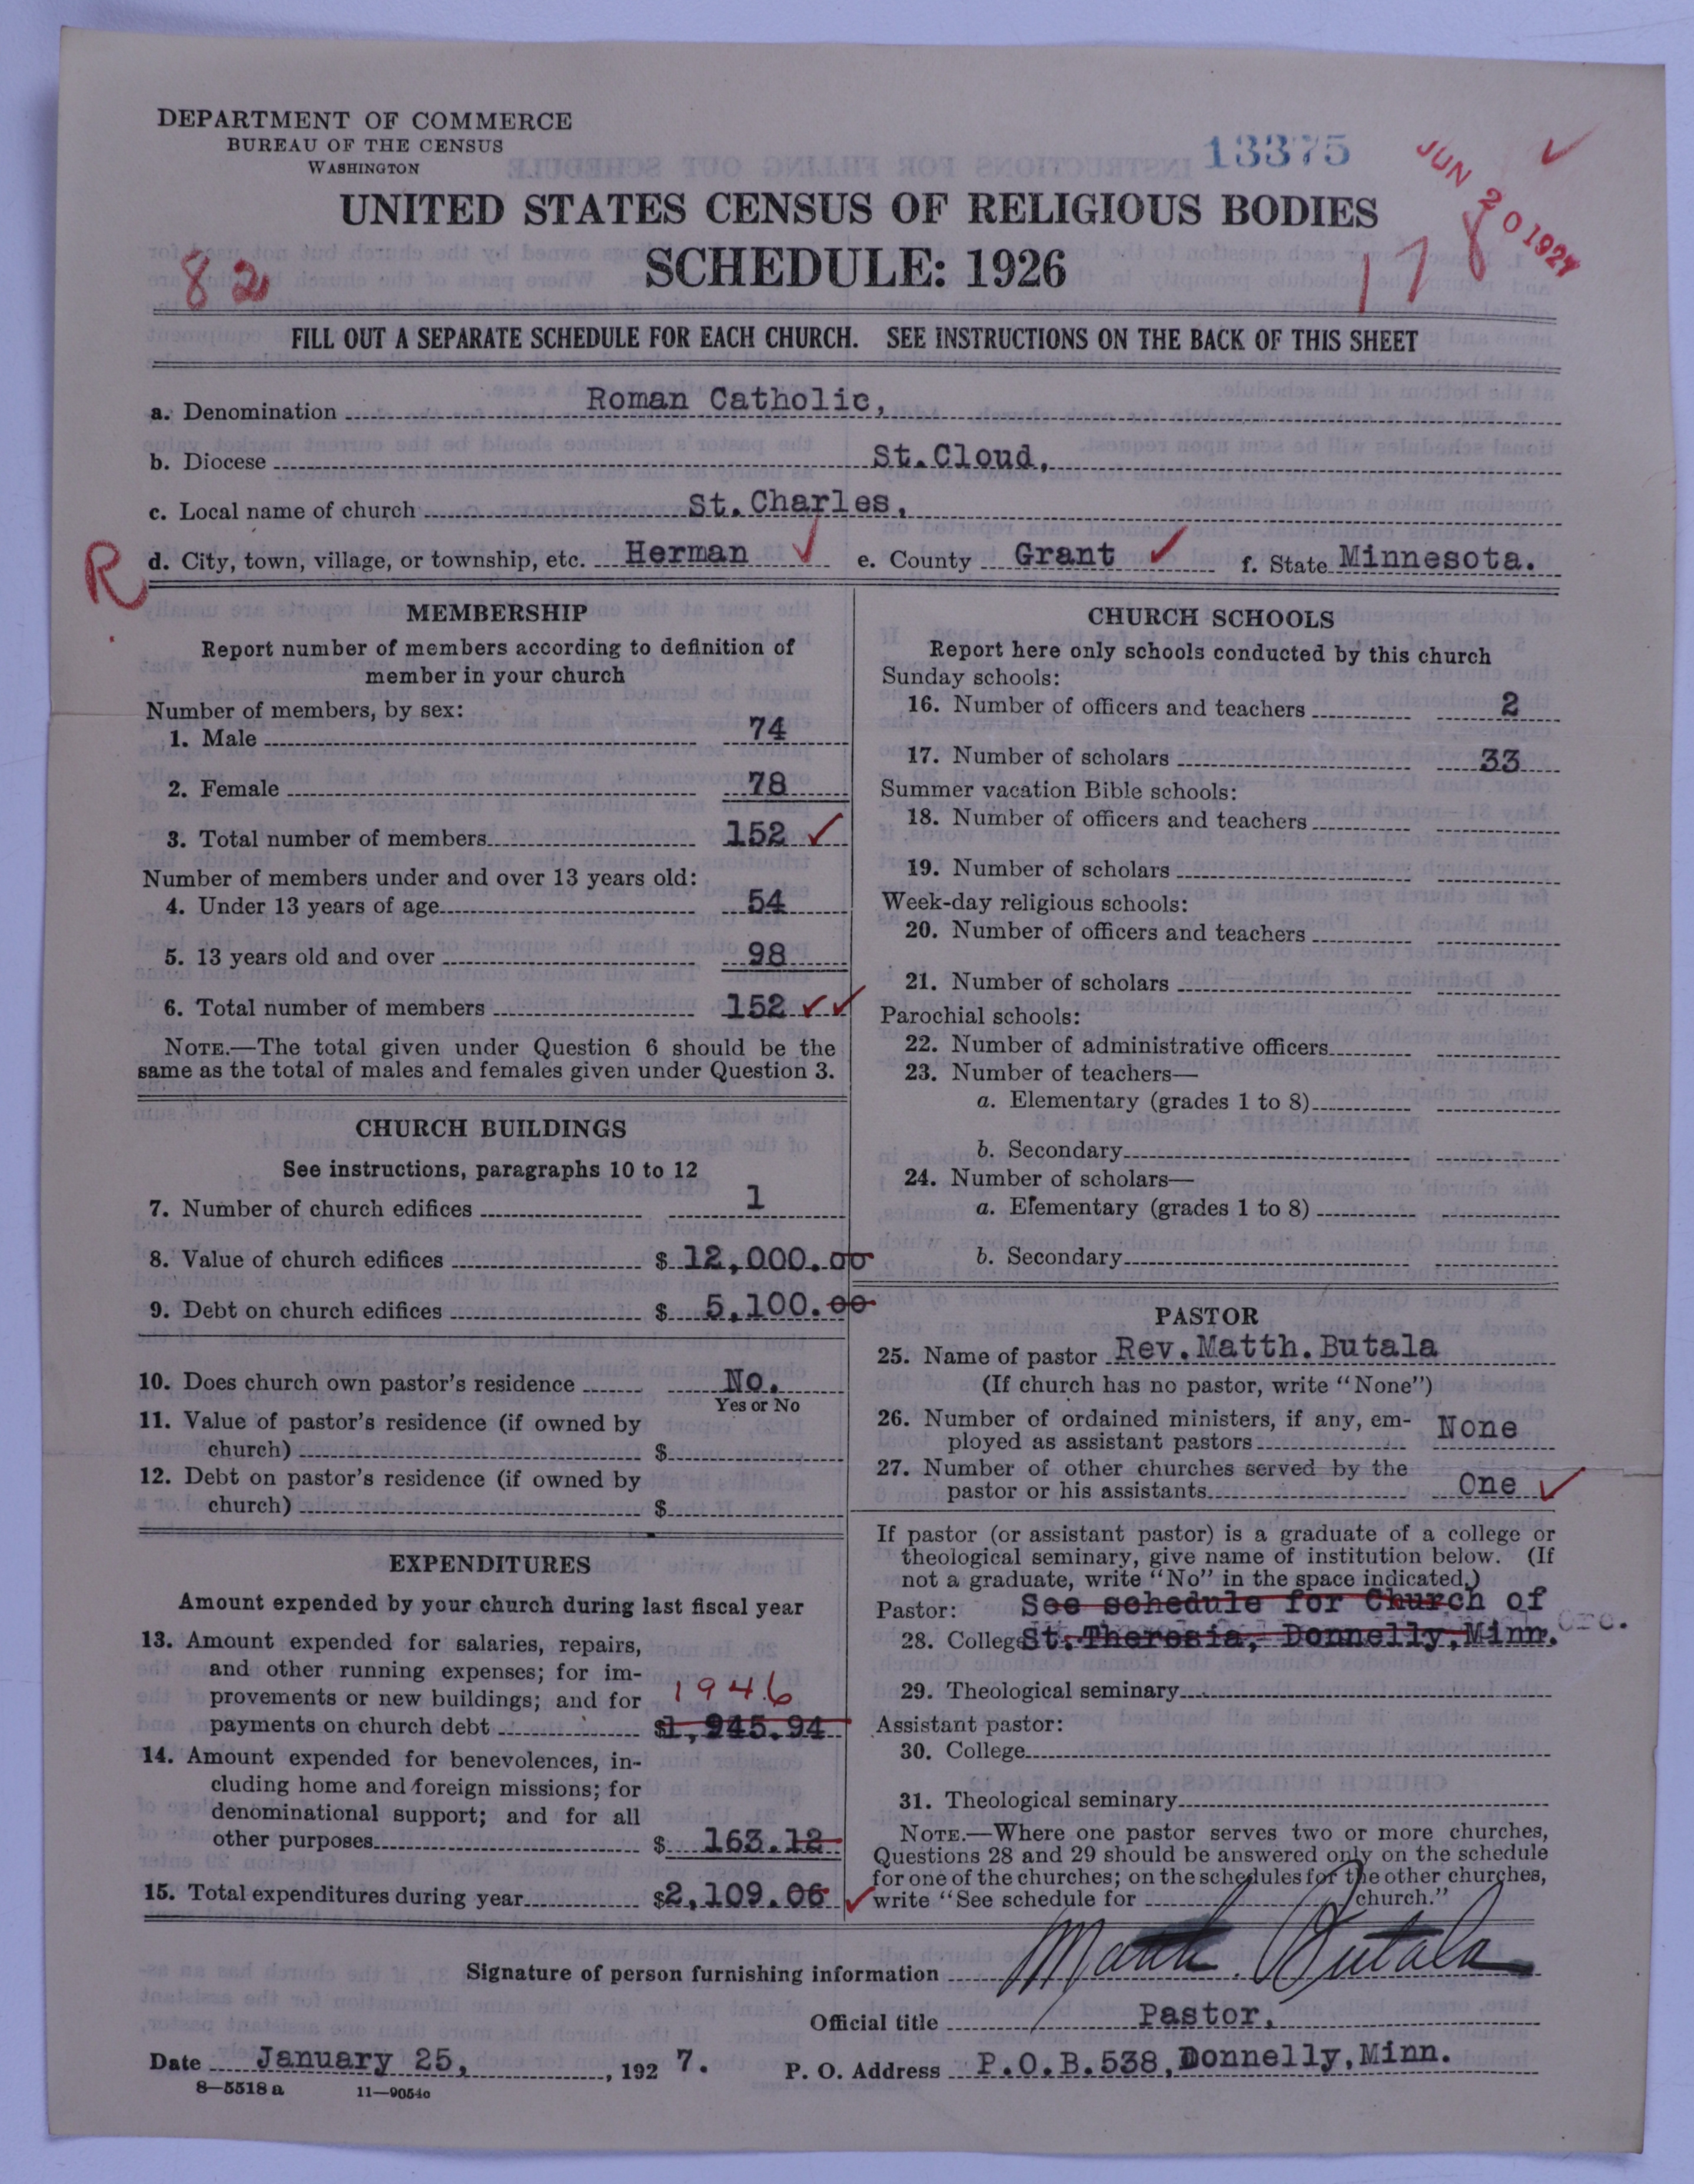 DEPARTMENT OF COMMERCE
BUREAU OF THE CENSUS
WASHINGTON
13375
JUN 20 1927
UNITED STATES CENSUS OF RELIGIOUS BODIES
SCHEDULE: 1926
82
178
FILL OUT A SEPARATE SCHEDULE FOR EACH CHURCH. SEE INSTRUCTIONS ON THE BACK OF THIS SHEET
a. Denomination Roman Catholic,
b. Diocese St.Cloud,
c. Local name of church St.Charles,
R d. City, town, village, or township, etc. Herman ✓ e. County Grant ✓ f. State Minnesota.
MEMBERSHIP
Report number of members according to definition of
member in your church
Number of members, by sex:
1. Male 74
2. Female 78
3. Total number of members 152 ✓
Number of members under and over 13 years old:
4. Under 13 years of age 54
5. 13 years old and over 98
6. Total number of members 152 ✓✓
NOTE.—The total given under Question 6 should be the
same as the total of males and females given under Question 3.
CHURCH BUILDINGS
See instructions, paragraphs 10 to 12
7. Number of church edifices 1
8. Value of church edifices $ 12,000.00
9. Debt on church edifices $ 5,100.00
10. Does church own pastor's residence No.
Yes or No
11. Value of pastor's residence (if owned by
church) $
12. Debt on pastor's residence (if owned by
church) $
EXPENDITURES
Amount expended by your church during last fiscal year
13. Amount expended for salaries, repairs,
and other running expenses; for im-
provements or new buildings; and for 1946
payments on church debt $1,945.94
14. Amount expended for benevolences, in-
cluding home and foreign missions; for
denominational support; and for all
other purposes $ 163.12
15. Total expenditures during year $2,109.06 ✓
CHURCH SCHOOLS
Report here only schools conducted by this church
Sunday schools:
16. Number of officers and teachers 2
17. Number of scholars 33
Summer vacation Bible schools:
18. Number of officers and teachers
19. Number of scholars
Week-day religious schools:
20. Number of officers and teachers
21. Number of scholars
Parochial schools:
22. Number of administrative officers
23. Number of teachers—
a. Elementary (grades 1 to 8)
b. Secondary
24. Number of scholars—
a. Elementary (grades 1 to 8)
b. Secondary
PASTOR
25. Name of pastor Rev.Matth.Butala
(If church has no pastor, write "None")
26. Number of ordained ministers, if any, em-
ployed as assistant pastors None
27. Number of other churches served by the
pastor or his assistants One ✓
If pastor (or assistant pastor) is a graduate of a college or
theological seminary, give name of institution below. (If
not a graduate, write "No" in the space indicated.)
Pastor: See schedule for Church of
28. College St.Theresia, Donnelly,Minn.
29. Theological seminary
Assistant pastor:
30. College
31. Theological seminary
NOTE.—Where one pastor serves two or more churches,
Questions 28 and 29 should be answered only on the schedule
for one of the churches; on the schedules for the other churches,
write "See schedule for church."
Signature of person furnishing information Matth. Butala
Official title Pastor,
Date January 25, , 1927. P. O. Address P.O.B.538,Donnelly,Minn.
8—5518 a 11—9054o